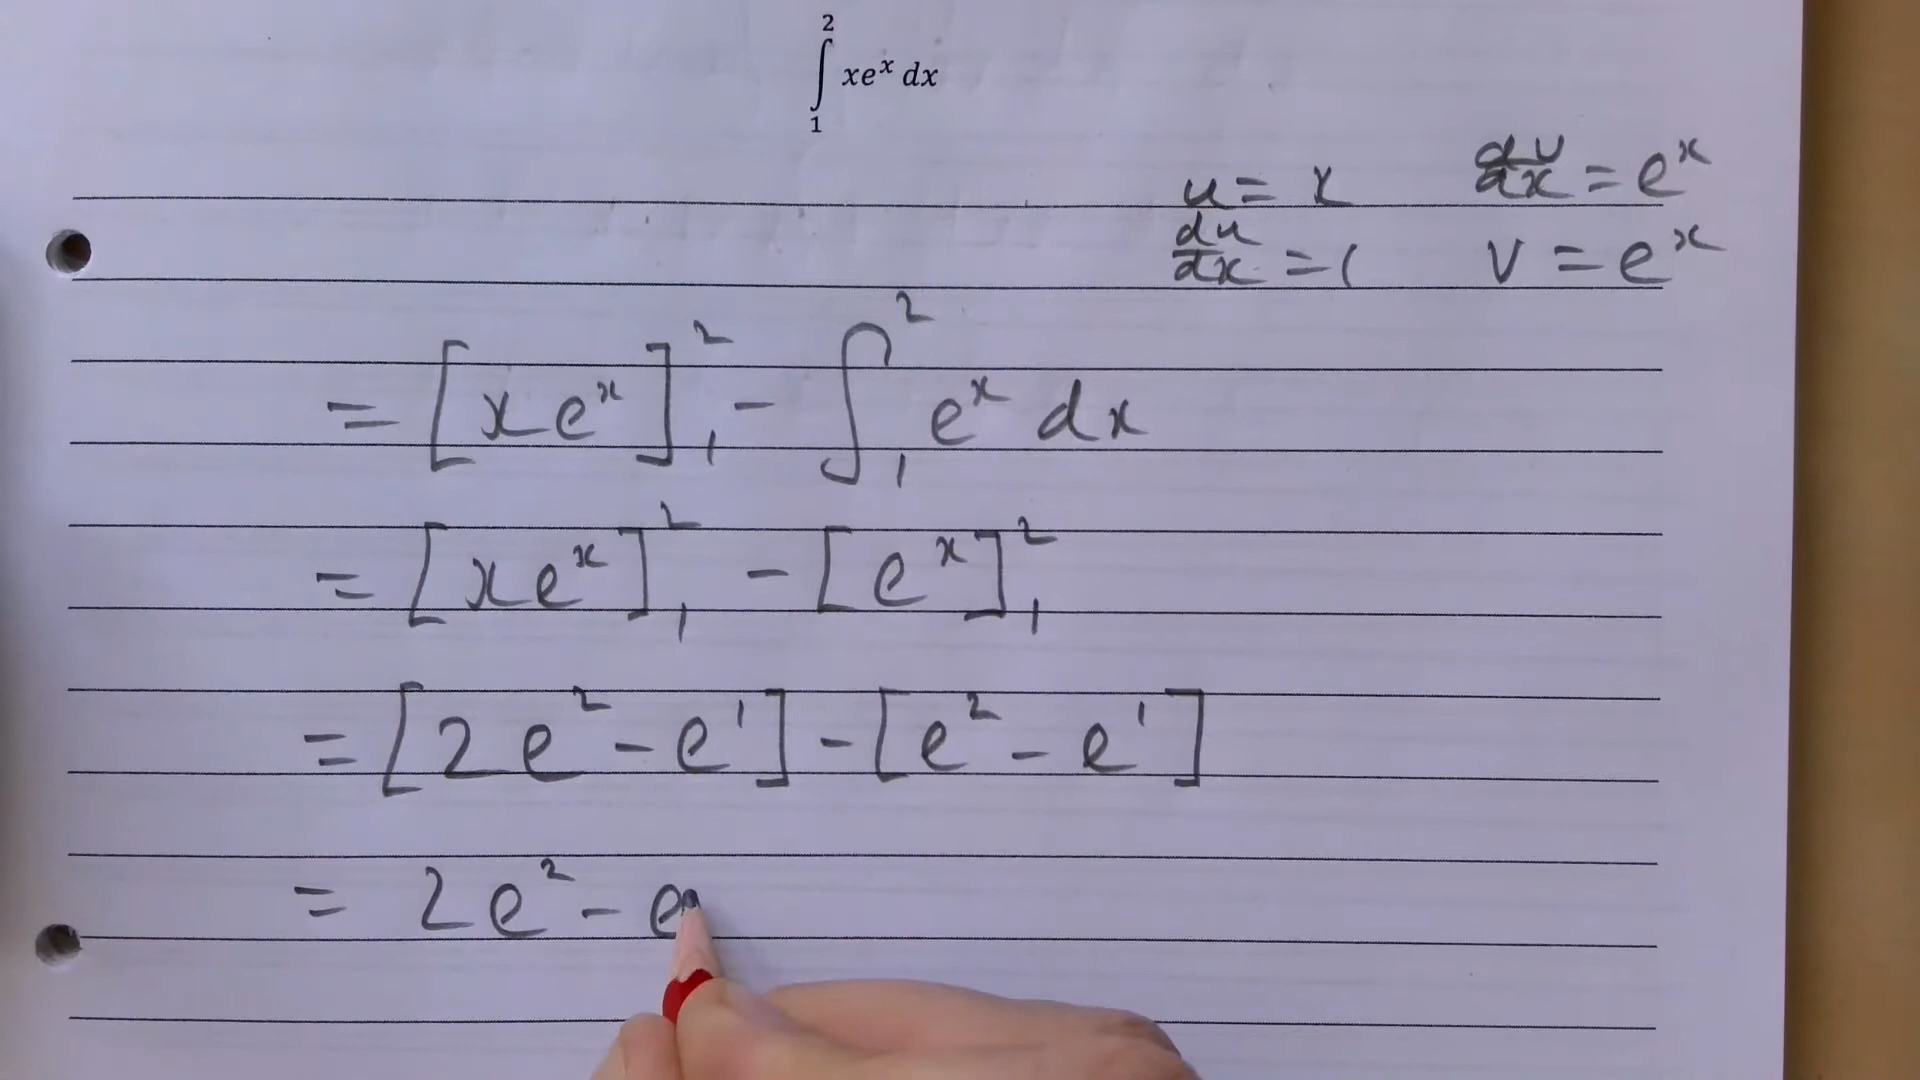 ∫₁² xeˣ dx
u = x    dv/dx = eˣ
du/dx = 1    v = eˣ
= [xeˣ]₁² - ∫₁² eˣ dx
= [xeˣ]₁² - [eˣ]₁²
= [2e² - e¹] - [e² - e¹]
= 2e² - e